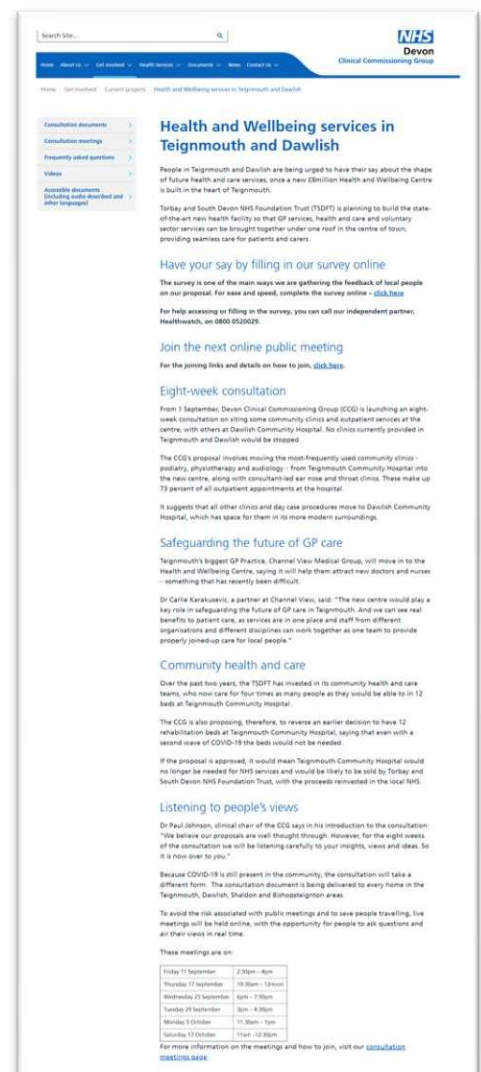 Search Site...
NHS
Devon
Clinical Commissioning Group
Home About Us Get involved Health Services Documents News Contact Us
Home Get involved Current projects Health and Wellbeing services in Teignmouth and Dawlish
Consultation documents
Consultation meetings
Frequently asked questions
Videos
Accessible documents
(including audio described and
other languages)
Health and Wellbeing services in
Teignmouth and Dawlish
People in Teignmouth and Dawlish are being urged to have their say about the shape
of future health and care services, once a new £8million Health and Wellbeing Centre
is built in the heart of Teignmouth.
Torbay and South Devon NHS Foundation Trust (TSDFT) is planning to build the state-
of-the-art new health facility so that GP services, health and care and voluntary
sector services can be brought together under one roof in the centre of town,
providing seamless care for patients and carers.
Have your say by filling in our survey online
The survey is one of the main ways we are gathering the feedback of local people
on our proposal. For ease and speed, complete the survey online – click here
For help accessing or filling in the survey, you can call our independent partner,
Healthwatch, on 0800 0520029.
Join the next online public meeting
For the joining links and details on how to join, click here.
Eight-week consultation
From 1 September, Devon Clinical Commissioning Group (CCG) is launching an eight-
week consultation on siting some community clinics and outpatient services at the
centre, with others at Dawlish Community Hospital. No clinics currently provided in
Teignmouth and Dawlish would be stopped.
The CCG's proposal involves moving the most-frequently used community clinics -
podiatry, physiotherapy and audiology - from Teignmouth Community Hospital into
the new centre, along with consultant-led ear nose and throat clinics. These make up
73 percent of all outpatient appointments at the hospital.
It suggests that all other clinics and day case procedures move to Dawlish Community
Hospital, which has space for them in its more modern surroundings.
Safeguarding the future of GP care
Teignmouth's biggest GP Practice, Channel View Medical Group, will move in to the
Health and Wellbeing Centre, saying it will help them attract new doctors and nurses
- something that has recently been difficult.
Dr Carlie Karakusevic, a partner at Channel View, said: "The new centre would play a
key role in safeguarding the future of GP care in Teignmouth. And we can see real
benefits to patient care, as services are in one place and staff from different
organisations and different disciplines can work together as one team to provide
properly joined-up care for local people."
Community health and care
Over the past two years, the TSDFT has invested in its community health and care
teams, who now care for four times as many people as they would be able to in 12
beds at Teignmouth Community Hospital.
The CCG is also proposing, therefore, to reverse an earlier decision to have 12
rehabilitation beds at Teignmouth Community Hospital, saying that even with a
second wave of COVID-19 the beds would not be needed.
If the proposal is approved, it would mean Teignmouth Community Hospital would
no longer be needed for NHS services and would be likely to be sold by Torbay and
South Devon NHS Foundation Trust, with the proceeds reinvested in the local NHS.
Listening to people's views
Dr Paul Johnson, clinical chair of the CCG says in his introduction to the consultation:
"We believe our proposals are well thought through. However, for the eight weeks
of the consultation we will be listening carefully to your insights, views and ideas. So
it is now over to you."
Because COVID-19 is still present in the community, the consultation will take a
different form. The consultation document is being delivered to every home in the
Teignmouth, Dawlish, Shaldon and Bishopsteignton areas.
To avoid the risk associated with public meetings and to save people travelling, live
meetings will be held online, with the opportunity for people to ask questions and
air their views in real time.
These meetings are on:
Friday 11 September 2:30pm - 4pm
Thursday 17 September 10:30am - 12noon
Wednesday 23 September 6pm - 7:30pm
Tuesday 29 September 3pm - 4:30pm
Monday 5 October 11.30am - 1pm
Saturday 17 October 11am -12:30pm
For more information on the meetings and how to join, visit our consultation
meetings page